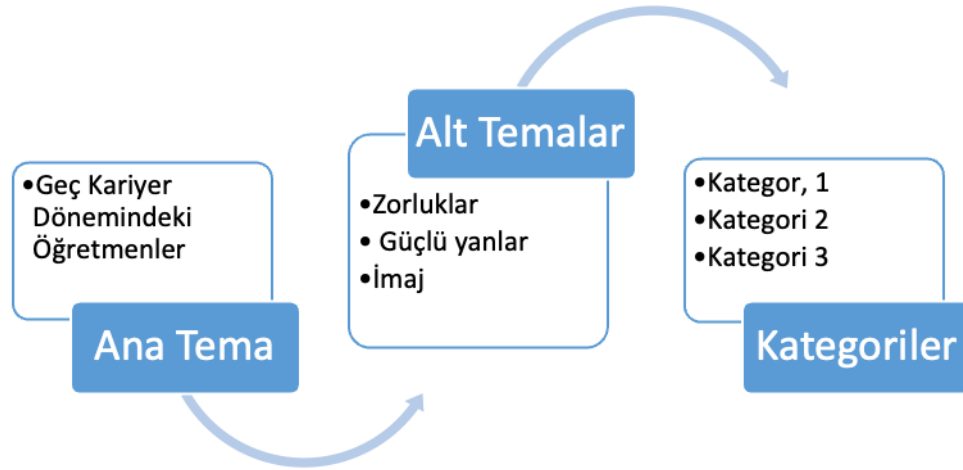 •Geç Kariyer
Dönemindeki
Öğretmenler
Ana Tema
Alt Temalar
•Zorluklar
• Güçlü yanlar
•İmaj
•Kategor, 1
•Kategori 2
•Kategori 3
Kategoriler